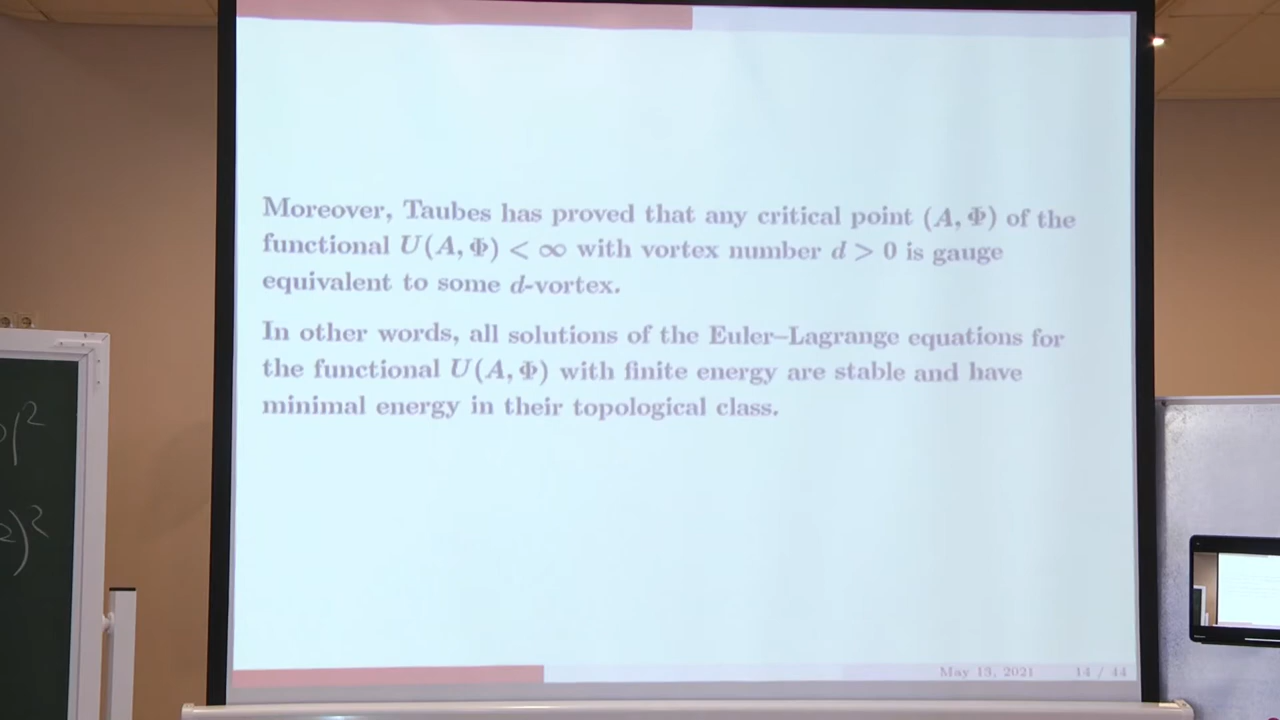 Moreover, Taubes has proved that any critical point (A, Φ) of the
functional U(A, Φ) < ∞ with vortex number d > 0 is gauge
equivalent to some d-vortex.
In other words, all solutions of the Euler–Lagrange equations for
the functional U(A, Φ) with finite energy are stable and have
minimal energy in their topological class.
May 13, 2021 14 / 44